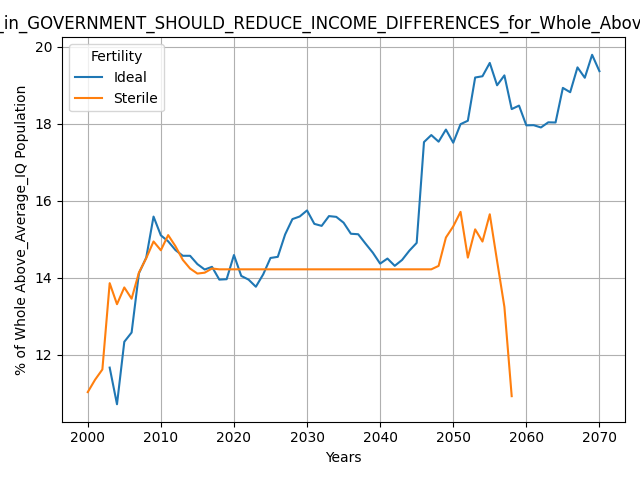 _in_GOVERNMENT_SHOULD_REDUCE_INCOME_DIFFERENCES_for_Whole_Abov
Fertility
Ideal
Sterile
% of Whole Above_Average_IQ Population
20
18
16
14
12
2000 2010 2020 2030 2040 2050 2060 2070
Years